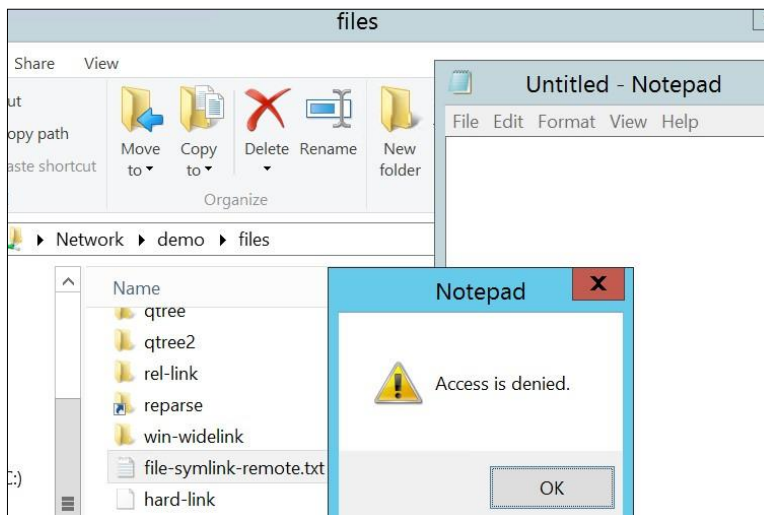 files
Share View
ut
opy path
aste shortcut
Move to
Copy to
Delete
Rename
New folder
Organize
Network demo files
Name
qtree
qtree2
rel-link
reparse
win-widelink
file-symlink-remote.txt
hard-link
C:)
Untitled - Notepad
File Edit Format View Help
Notepad
X
Access is denied.
OK